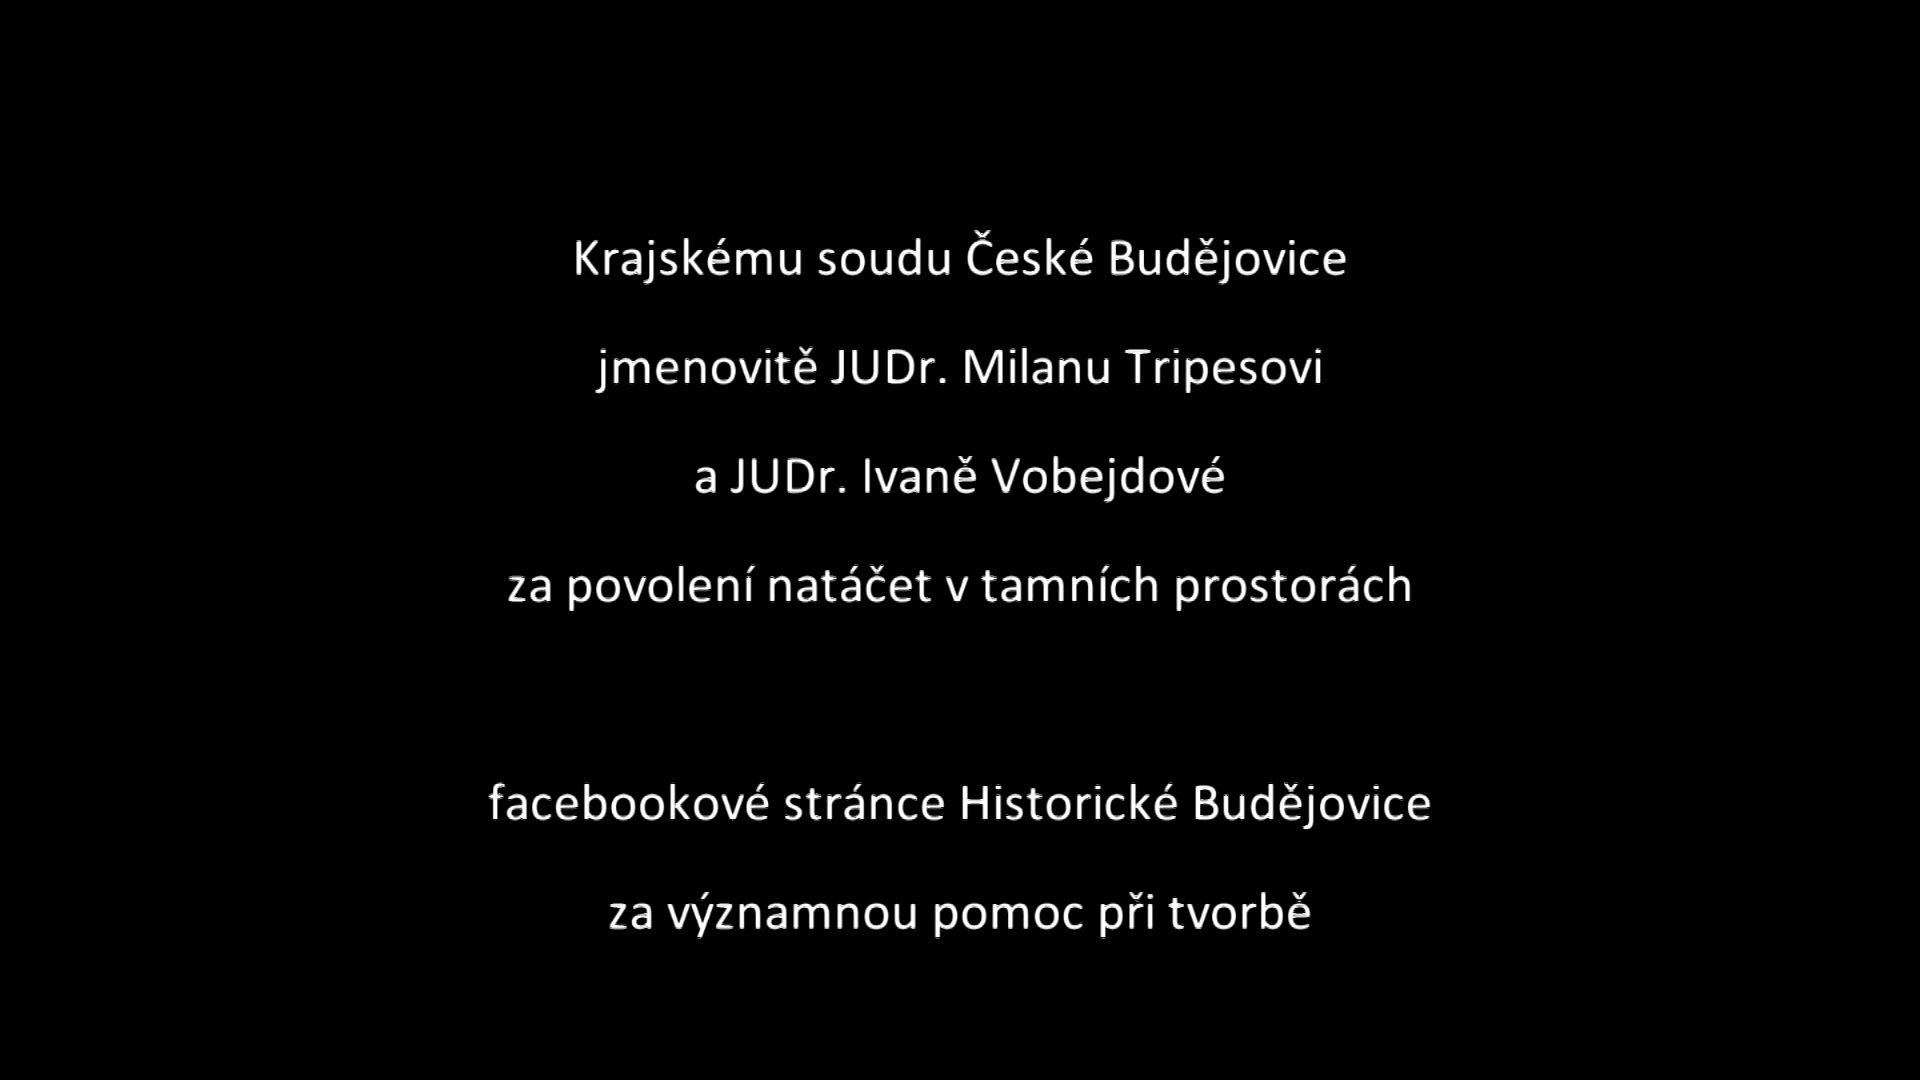 Krajskému soudu České Budějovice
jmenovitě JUDr. Milanu Tripesovi
a JUDr. Ivaně Vobejdové
za povolení natáčet v tamních prostorách
facebookové stránce Historické Budějovice
za významnou pomoc při tvorbě